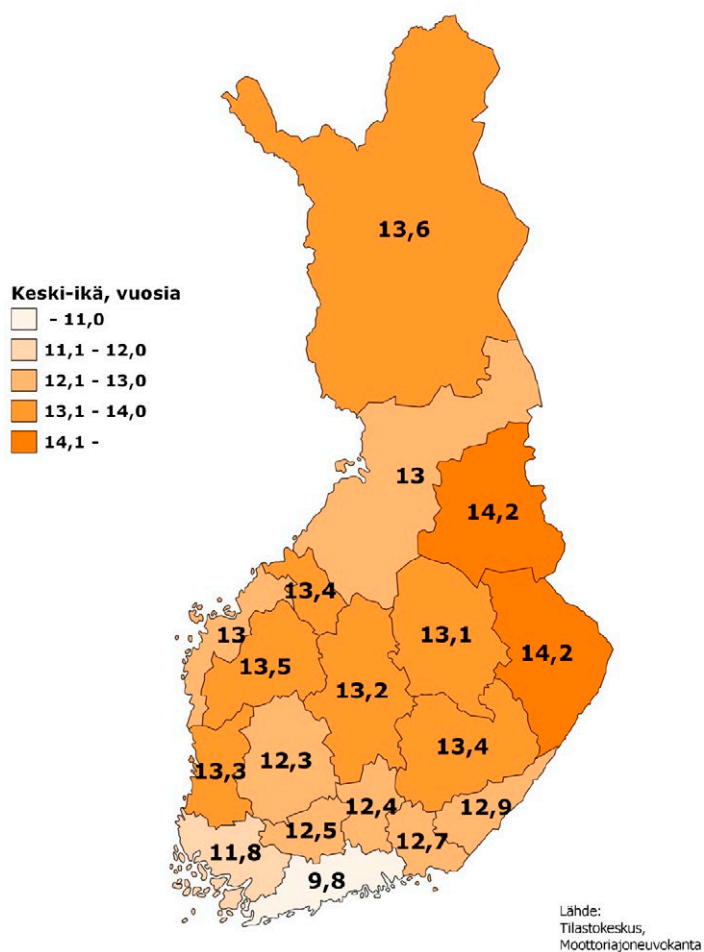 13,6
Keski-ikä, vuosia
- 11,0
11,1 - 12,0
12,1 - 13,0
13,1 - 14,0
14,1 -
13
14,2
13,4
13
13,1
13,5
14,2
13,2
12,3
13,4
13,3
12,4
12,9
12,5
12,7
11,8
9,8
Lähde:
Tilastokeskus,
Moottoriajoneuvokanta